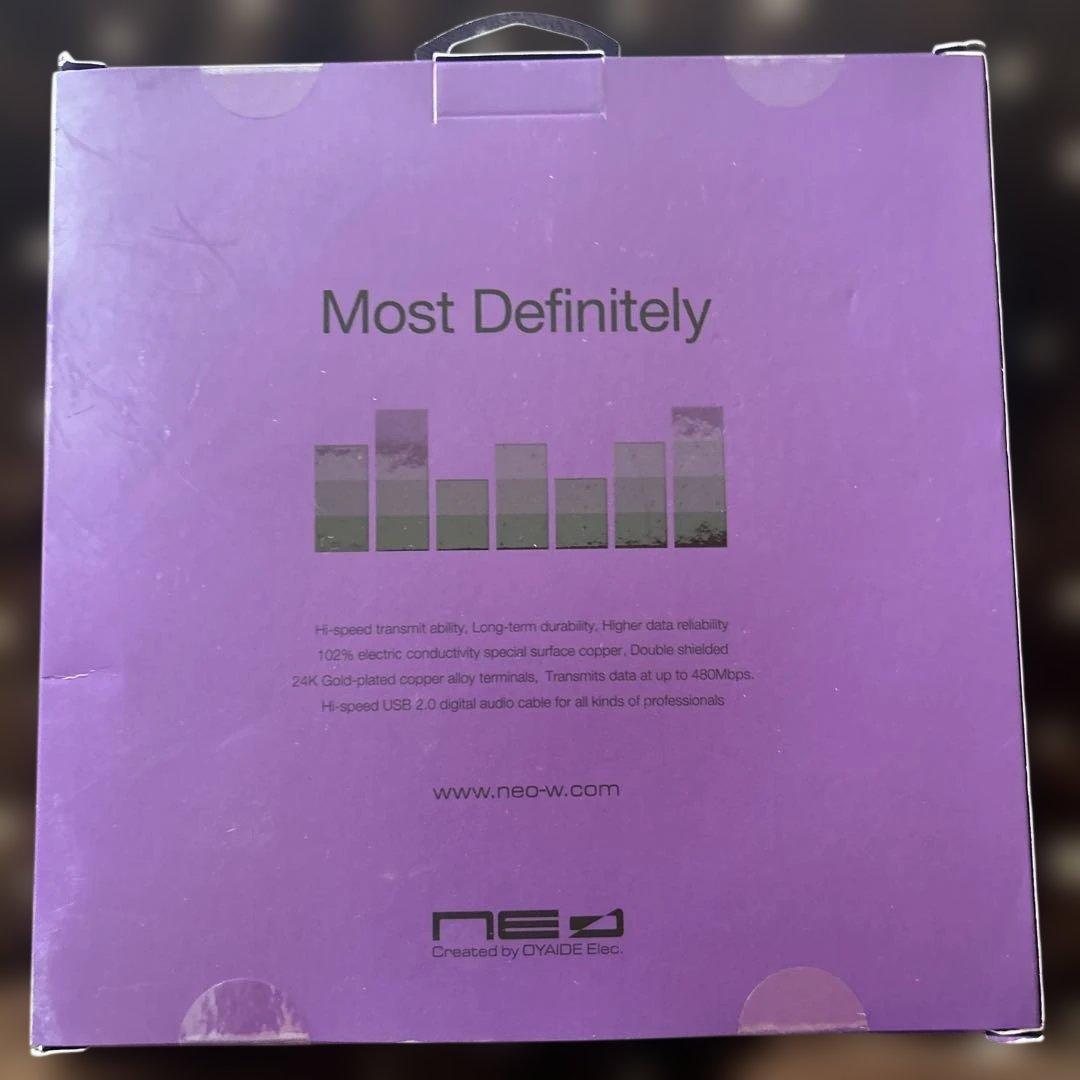 Most Definitely
Hi-speed transmit ability, Long-term durability, Higher data reliability
102% electric conductivity special surface copper, Double shielded
24K Gold-plated copper alloy terminals, Transmits data at up to 480Mbps.
Hi-speed USB 2.0 digital audio cable for all kinds of professionals
www.neo-w.com
neo
Created by OYAIDE Elec.